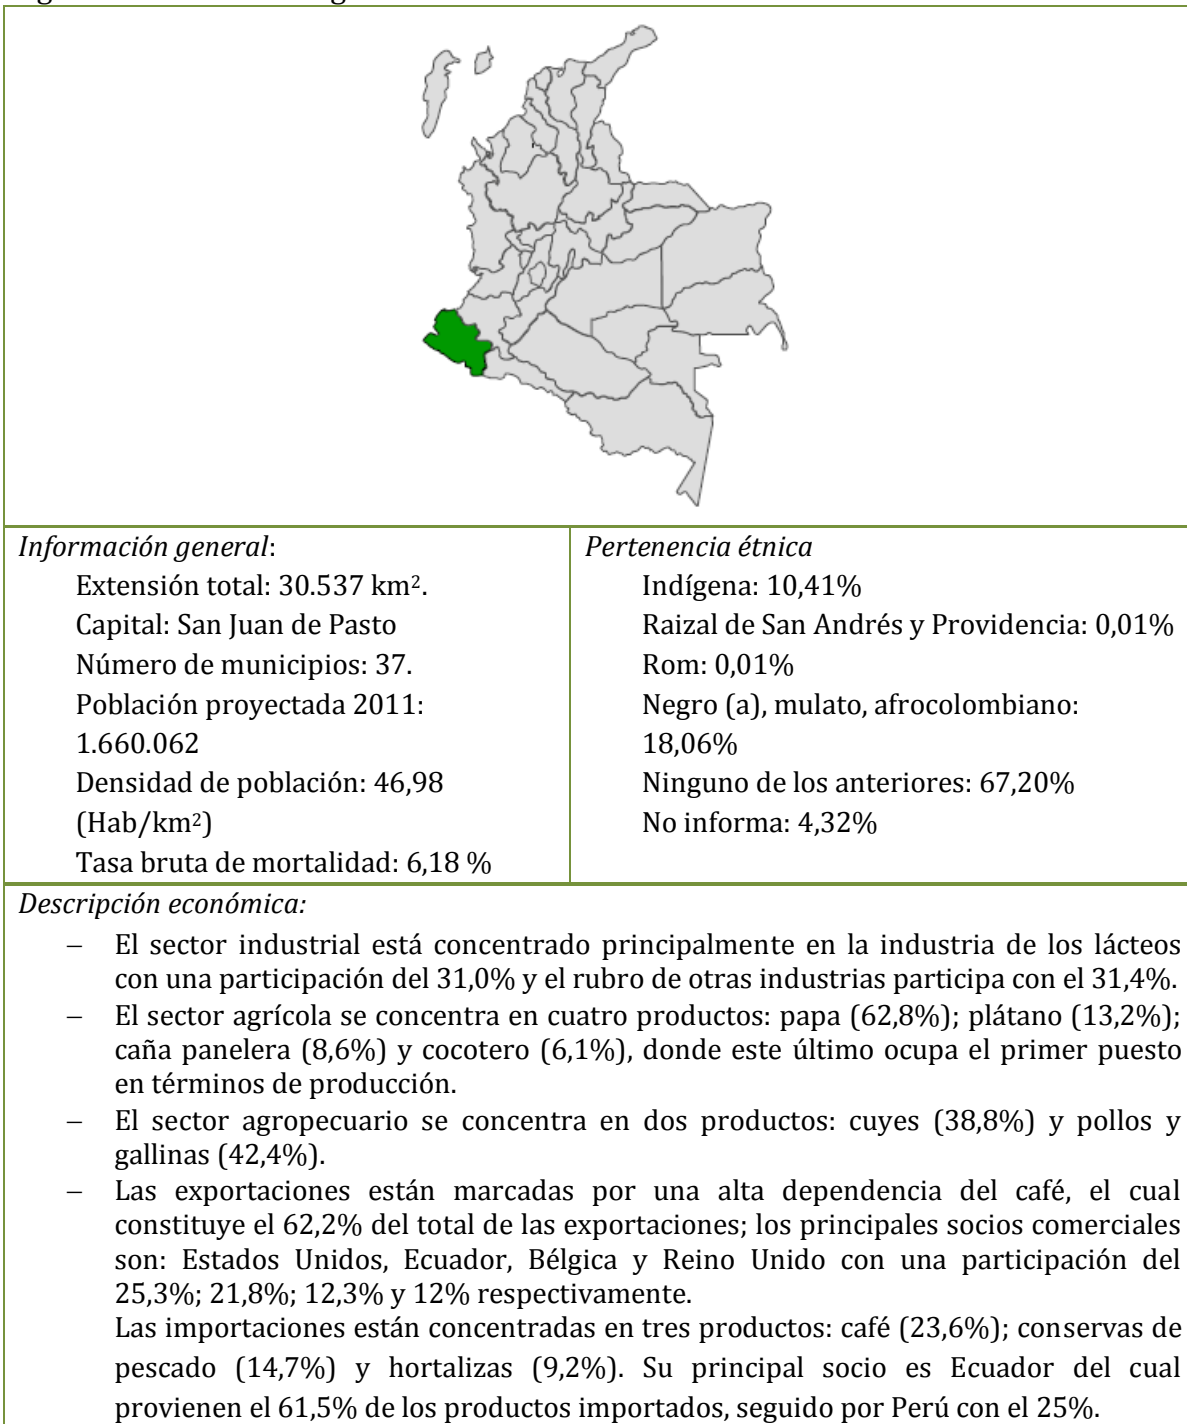 Información general:
Extensión total: 30.537 km².
Capital: San Juan de Pasto
Número de municipios: 37.
Población proyectada 2011:
1.660.062
Densidad de población: 46,98
(Hab/km²)
Tasa bruta de mortalidad: 6,18 %
Pertenencia étnica
Indígena: 10,41%
Raizal de San Andrés y Providencia: 0,01%
Rom: 0,01%
Negro (a), mulato, afrocolombiano:
18,06%
Ninguno de los anteriores: 67,20%
No informa: 4,32%
Descripción económica:
– El sector industrial está concentrado principalmente en la industria de los lácteos
con una participación del 31,0% y el rubro de otras industrias participa con el 31,4%.
– El sector agrícola se concentra en cuatro productos: papa (62,8%); plátano (13,2%);
caña panelera (8,6%) y cocotero (6,1%), donde este último ocupa el primer puesto
en términos de producción.
– El sector agropecuario se concentra en dos productos: cuyes (38,8%) y pollos y
gallinas (42,4%).
– Las exportaciones están marcadas por una alta dependencia del café, el cual
constituye el 62,2% del total de las exportaciones; los principales socios comerciales
son: Estados Unidos, Ecuador, Bélgica y Reino Unido con una participación del
25,3%; 21,8%; 12,3% y 12% respectivamente.
Las importaciones están concentradas en tres productos: café (23,6%); conservas de
pescado (14,7%) y hortalizas (9,2%). Su principal socio es Ecuador del cual
provienen el 61,5% de los productos importados, seguido por Perú con el 25%.